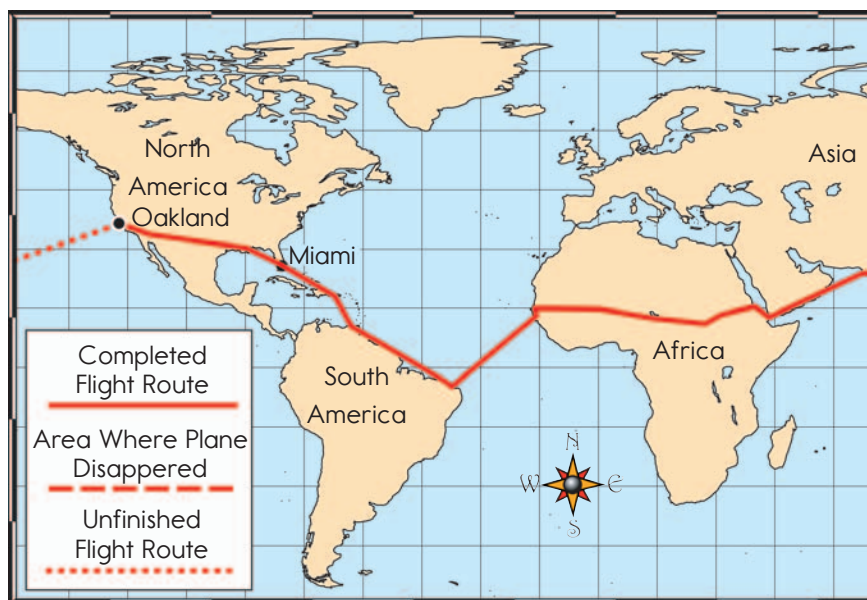 North
America
Oakland
Miami
South
America
Africa
Asia
Completed
Flight Route
Area Where Plane
Disappered
Unfinished
Flight Route
N
W E
S